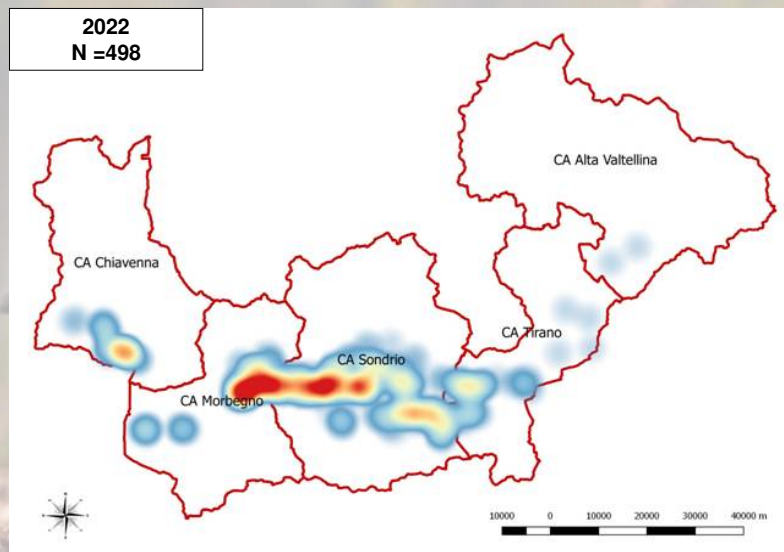 2022
N =498
CA Alta Valtellina
CA Chiavenna
CA Tirano
CA Sondrio
CA Morbegno
10000 0 10000 20000 30000 40000 m